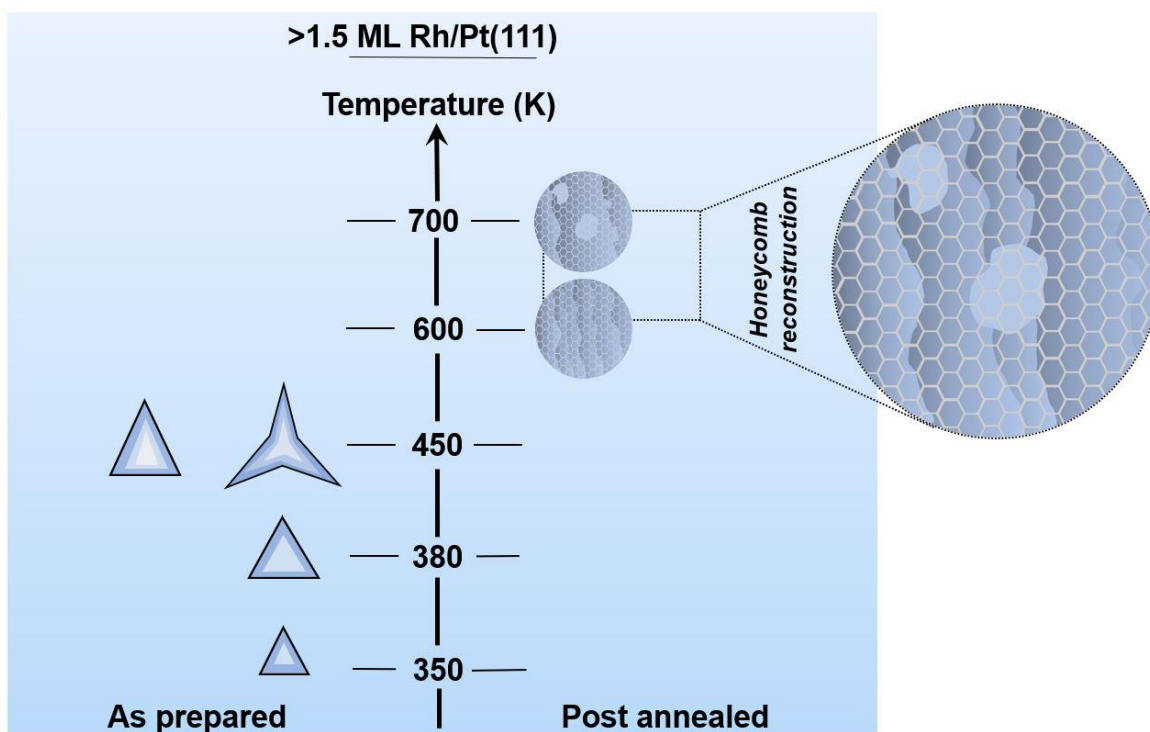 >1.5 ML Rh/Pt(111)
Temperature (K)
700
600
450
380
350
Honeycomb
reconstruction
As prepared
Post annealed